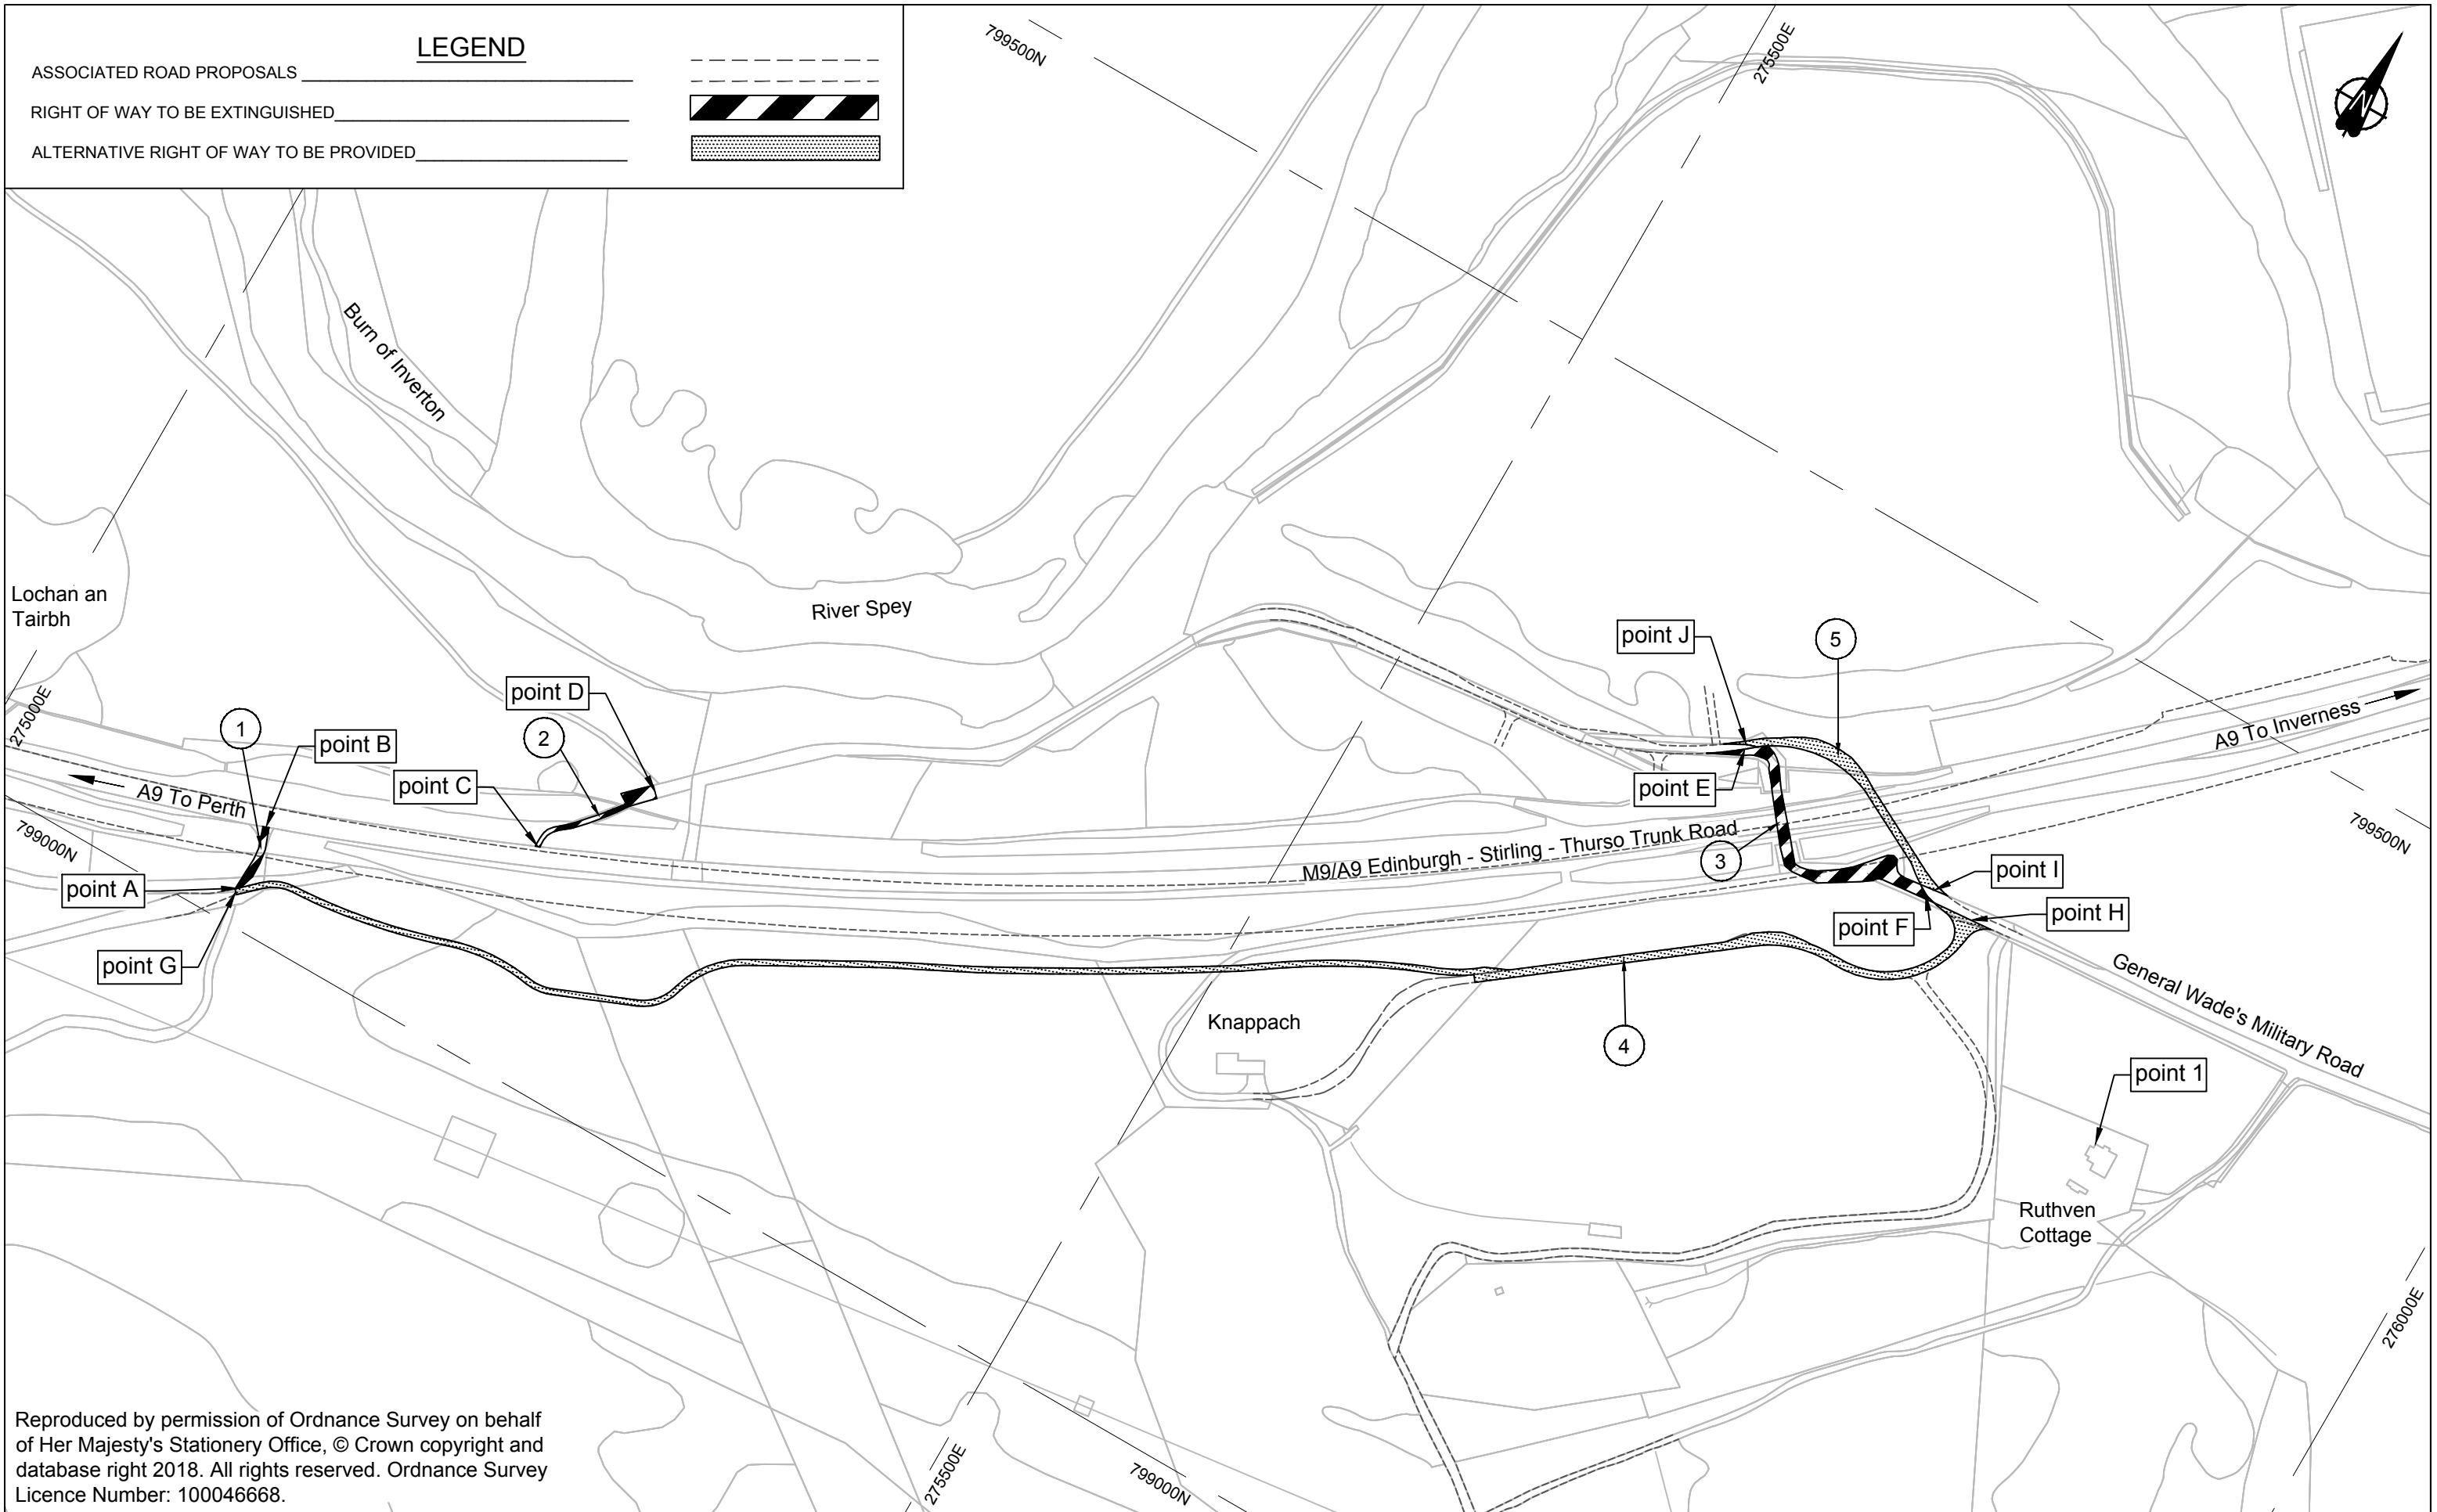 LEGEND
ASSOCIATED ROAD PROPOSALS
RIGHT OF WAY TO BE EXTINGUISHED
ALTERNATIVE RIGHT OF WAY TO BE PROVIDED
799500N
275500E
N
Burn of Inverton
Lochan an
Tairbh
River Spey
275000E
point J
5
point D
1
2
point B
point C
point E
A9 To Inverness
A9 To Perth
799000N
M9/A9 Edinburgh - Stirling - Thurso Trunk Road
3
799500N
point A
point I
point H
point F
point G
General Wade's Military Road
Knappach
4
point 1
Ruthven
Cottage
276000E
275500E
799000N
Reproduced by permission of Ordnance Survey on behalf
of Her Majesty's Stationery Office, © Crown copyright and
database right 2018. All rights reserved. Ordnance Survey
Licence Number: 100046668.